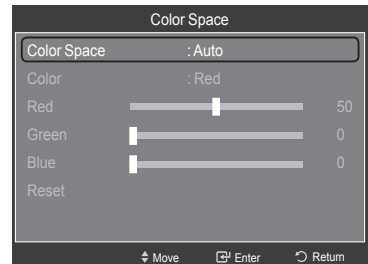 Color Space
Color Space : Auto
Color : Red
Red 50
Green 0
Blue 0
Reset
Move Enter Return